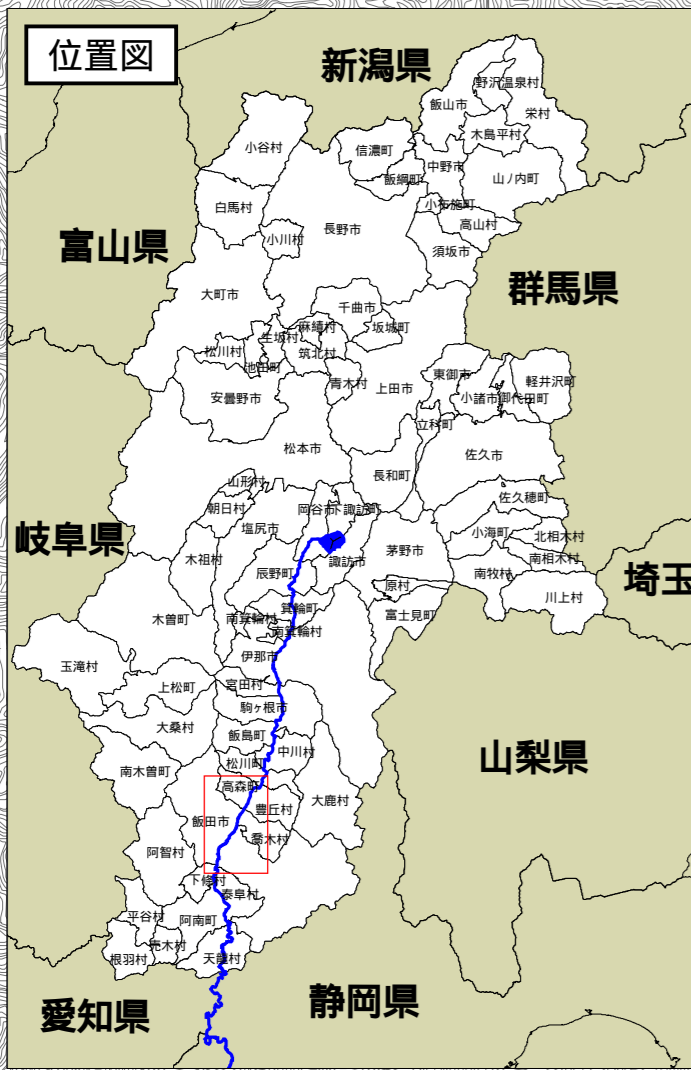 位置図
新潟県
野沢温泉村
飯山市
栄村
木島平村
小谷村
信濃町
飯綱町
中野市
山ノ内町
白馬村
小布施町
高山村
小川村
長野市
須坂市
富山県
群馬県
大町市
千曲市
麻績村
坂城町
生坂村
松川村
筑北村
池田町
青木村
上田市
東御市
軽井沢町
小諸市
御代田町
安曇野市
立科町
松本市
佐久市
長和町
山形村
佐久穂町
朝日村
塩尻市
岡谷市
下諏訪町
小海町
北相木村
岐阜県
木祖村
諏訪市
茅野市
南相木村
辰野町
原村
南牧村
川上村
埼玉
木曽町
箕輪町
南箕輪村
南箕輪村
富士見町
玉滝村
伊那市
上松町
宮田村
大桑村
駒ヶ根市
飯島町
中川村
山梨県
南木曽町
松川町
高森町
大鹿村
豊丘村
飯田市
喬木村
阿智村
下條村
泰阜村
平谷村
阿南町
売木村
根羽村
天龍村
静岡県
愛知県